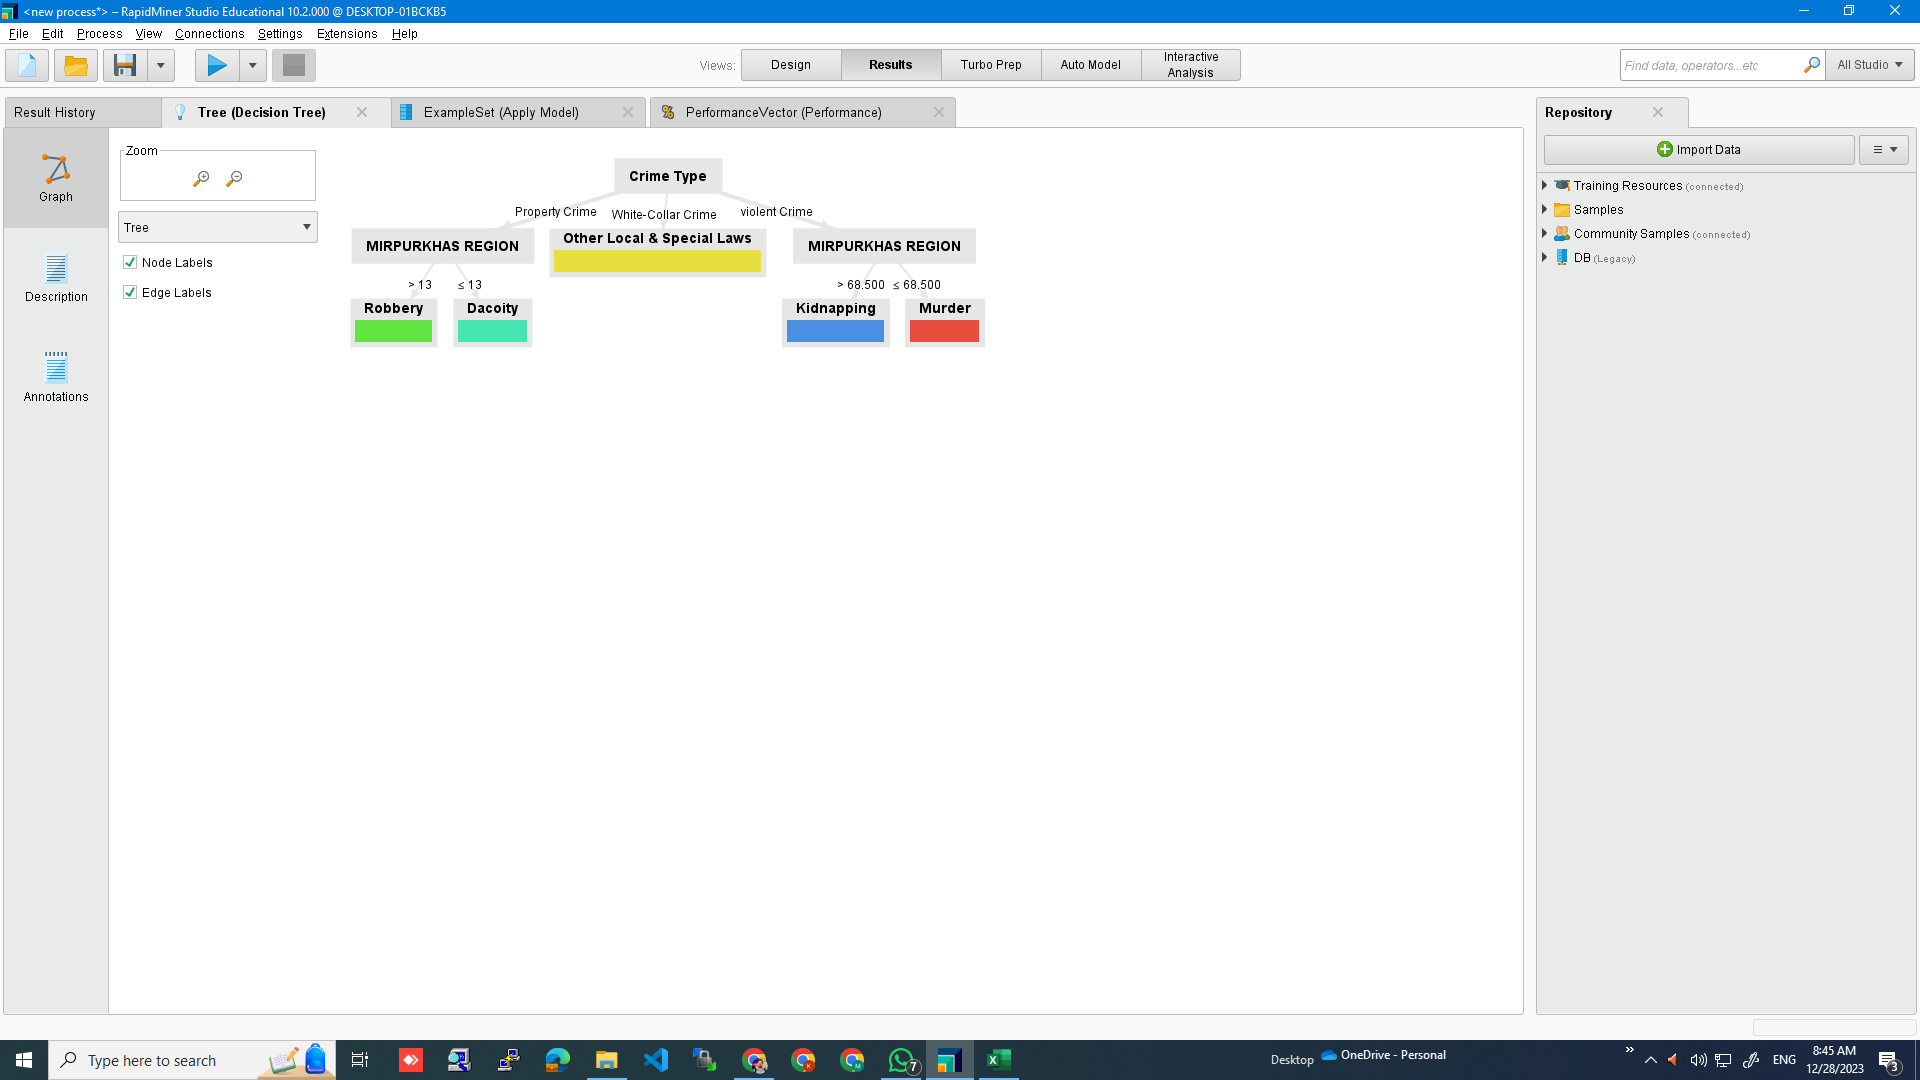 <new process*> – RapidMiner Studio Educational 10.2.000 @ DESKTOP-01BCKB5
File Edit Process View Connections Settings Extensions Help
Views: Design Results Turbo Prep Auto Model Interactive Analysis
Find data, operators...etc All Studio
Result History Tree (Decision Tree) ExampleSet (Apply Model) PerformanceVector (Performance)
Repository
Graph
Description
Annotations
Zoom
Tree
Node Labels
Edge Labels
Crime Type
Property Crime White-Collar Crime violent Crime
MIRPURKHAS REGION Other Local & Special Laws MIRPURKHAS REGION
> 13 ≤ 13 > 68.500 ≤ 68.500
Robbery Dacoity Kidnapping Murder
Import Data
Training Resources (connected)
Samples
Community Samples (connected)
DB (Legacy)
Type here to search
7
Desktop
OneDrive - Personal
ENG
8:45 AM
12/28/2023
3